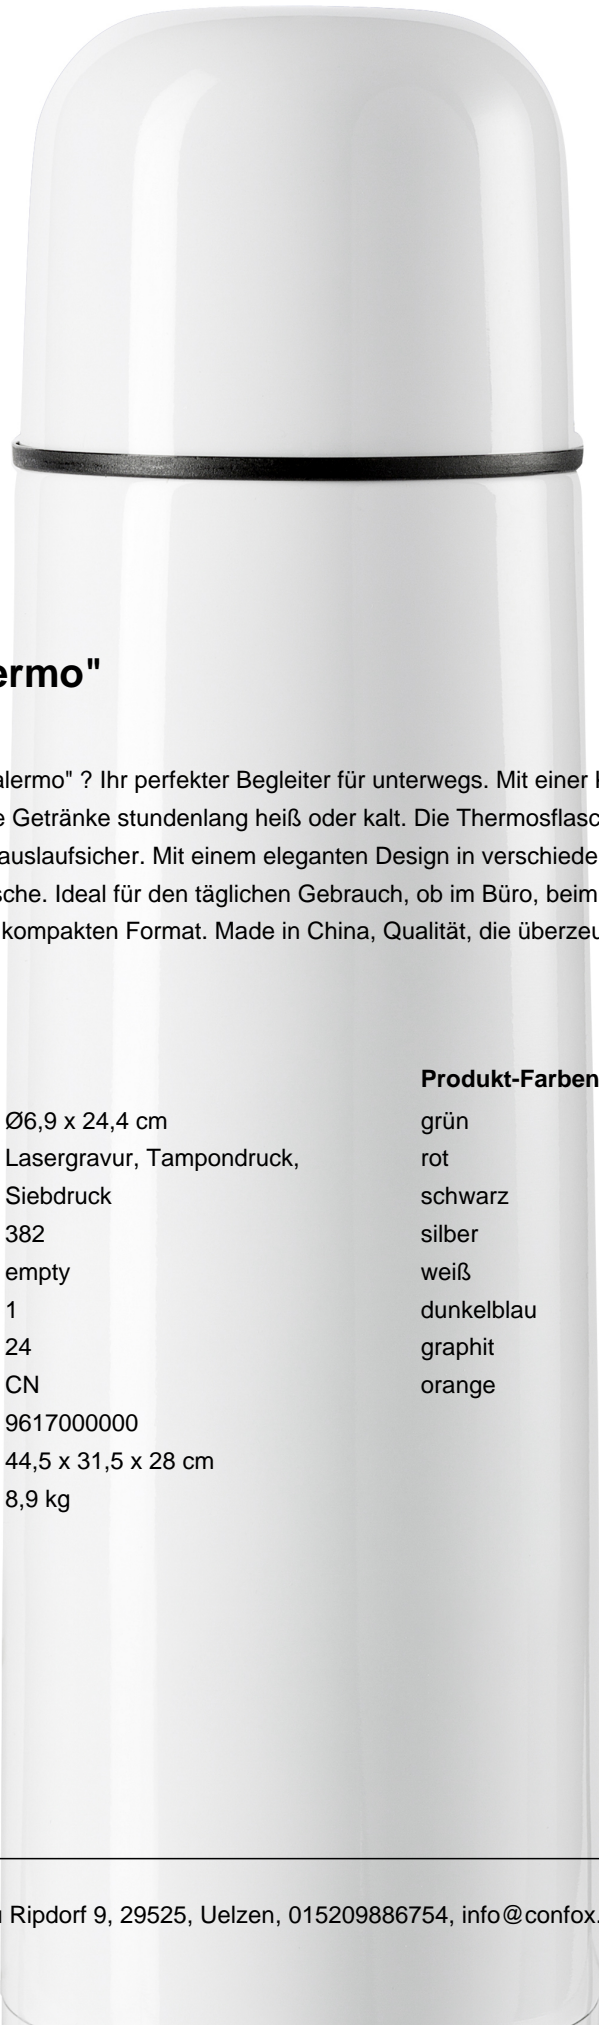 ermo"
alermo" ? Ihr perfekter Begleiter für unterwegs. Mit einer
e Getränke stundenlang heiß oder kalt. Die Thermosflasc
auslaufsicher. Mit einem eleganten Design in verschiede
sche. Ideal für den täglichen Gebrauch, ob im Büro, beim
kompakten Format. Made in China, Qualität, die überzeu
Produkt-Farben
Ø6,9 x 24,4 cm grün
Lasergravur, Tampondruck, rot
Siebdruck schwarz
382 silber
empty weiß
1 dunkelblau
24 graphit
CN orange
9617000000
44,5 x 31,5 x 28 cm
8,9 kg
Ripdorf 9, 29525, Uelzen, 015209886754, info@confox.